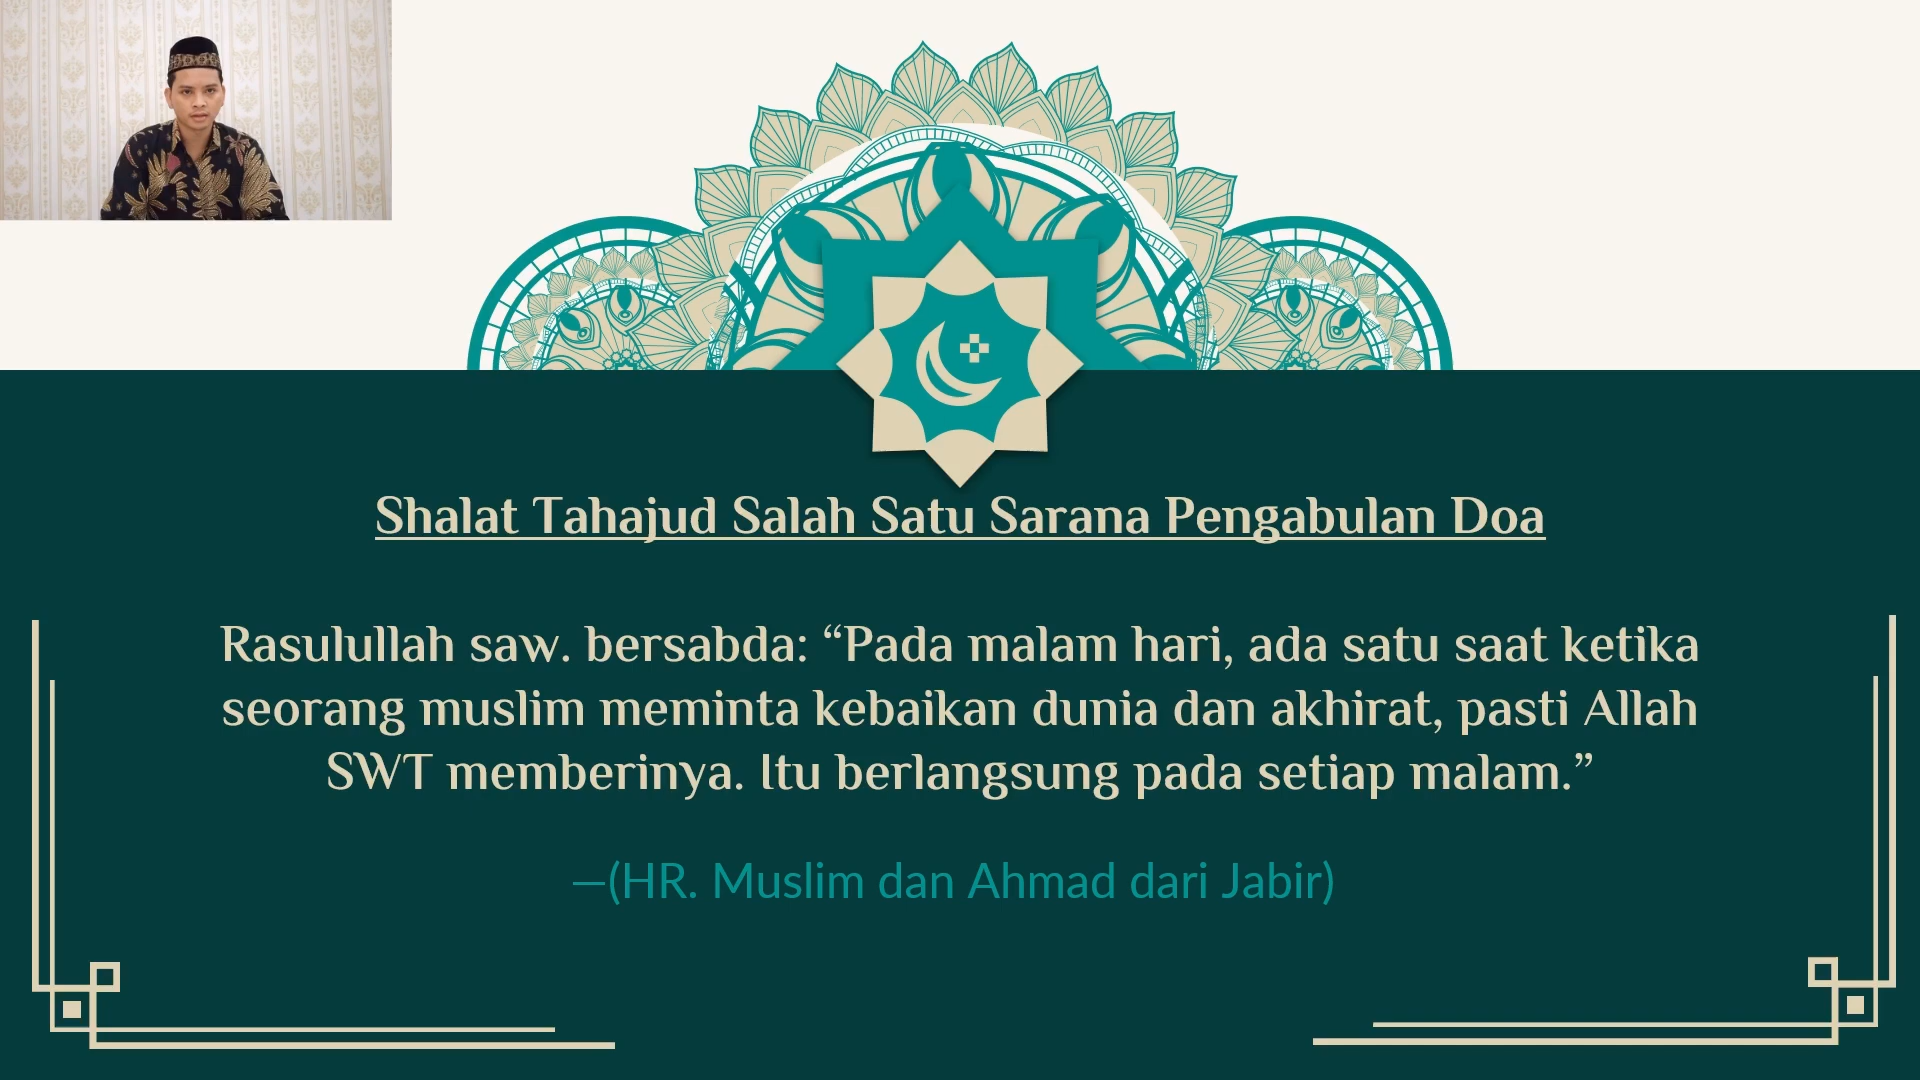 Shalat Tahajud Salah Satu Sarana Pengabulan Doa
Rasulullah saw. bersabda: “Pada malam hari, ada satu saat ketika
seorang muslim meminta kebaikan dunia dan akhirat, pasti Allah
SWT memberinya. Itu berlangsung pada setiap malam.”
—(HR. Muslim dan Ahmad dari Jabir)